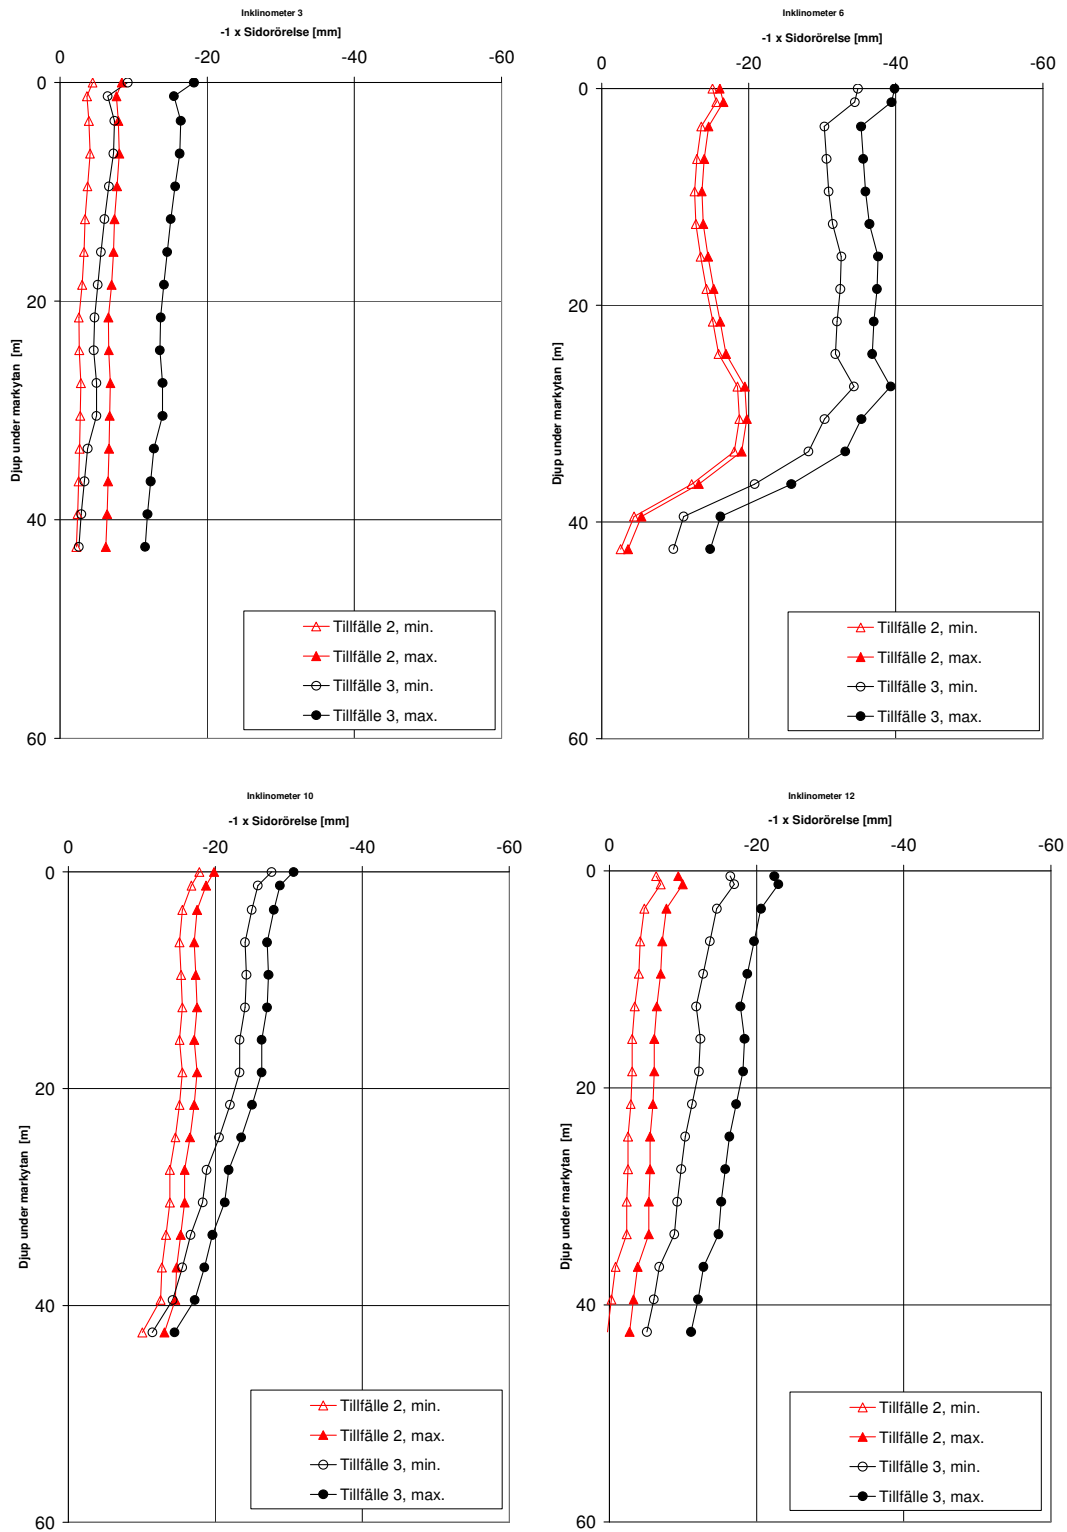 Inklinometer 3
-1 x Sidorörelse [mm]
0 -20 -40 -60
0
20
40
60
Djup under markytan [m]
Tillfälle 2, min.
Tillfälle 2, max.
Tillfälle 3, min.
Tillfälle 3, max.
Inklinometer 6
-1 x Sidorörelse [mm]
0 -20 -40 -60
0
20
40
60
Djup under markytan [m]
Tillfälle 2, min.
Tillfälle 2, max.
Tillfälle 3, min.
Tillfälle 3, max.
Inklinometer 10
-1 x Sidorörelse [mm]
0 -20 -40 -60
0
20
40
60
Djup under markytan [m]
Tillfälle 2, min.
Tillfälle 2, max.
Tillfälle 3, min.
Tillfälle 3, max.
Inklinometer 12
-1 x Sidorörelse [mm]
0 -20 -40 -60
0
20
40
60
Djup under markytan [m]
Tillfälle 2, min.
Tillfälle 2, max.
Tillfälle 3, min.
Tillfälle 3, max.